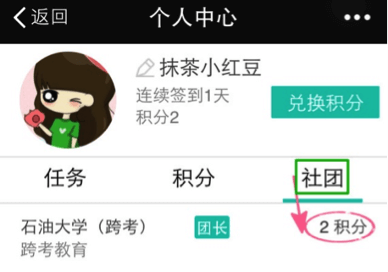 返回 个人中心 •••
抹茶小红豆
连续签到1天
积分2
兑换积分
任务 积分 社团
石油大学（跨考） 团长 2 积分
跨考教育